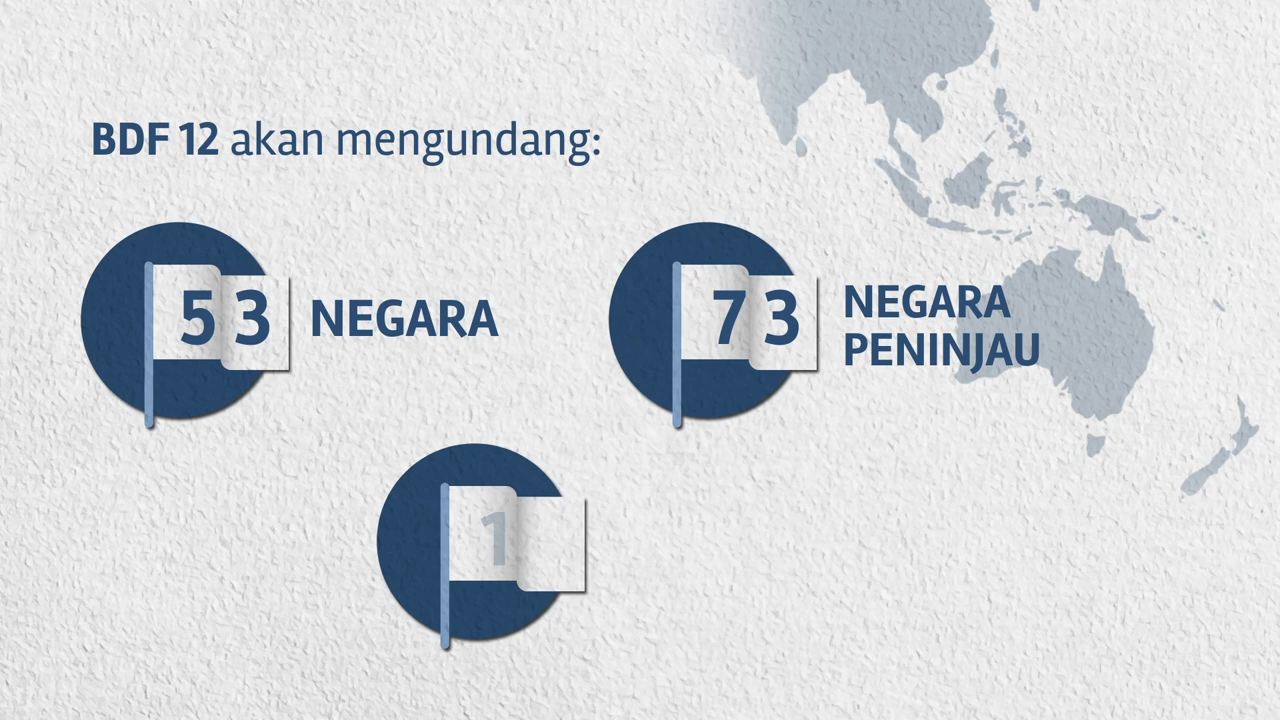 BDF 12 akan mengundang:
53 NEGARA
73 NEGARA
PENINJAU
1